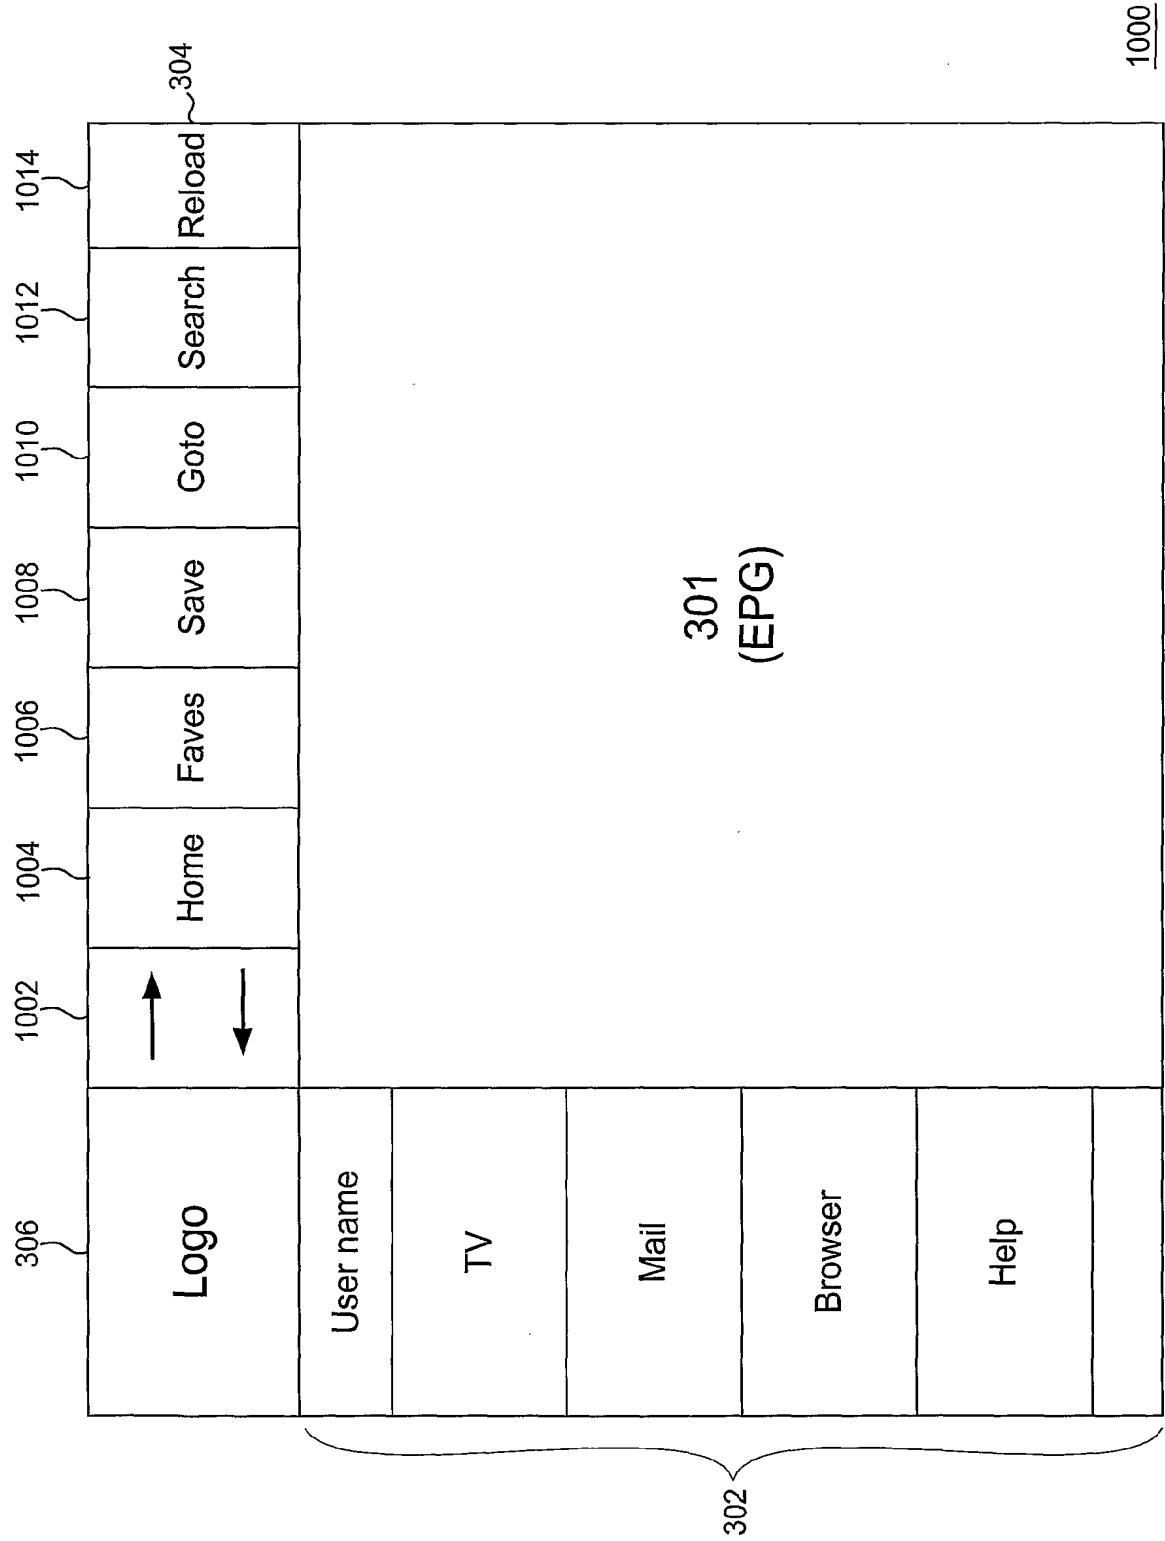 306
1002
1004
1006
1008
1010
1012
1014
Logo
Home
Faves
Save
Goto
Search
Reload
304
User name
TV
Mail
Browser
Help
302
301
(EPG)
1000